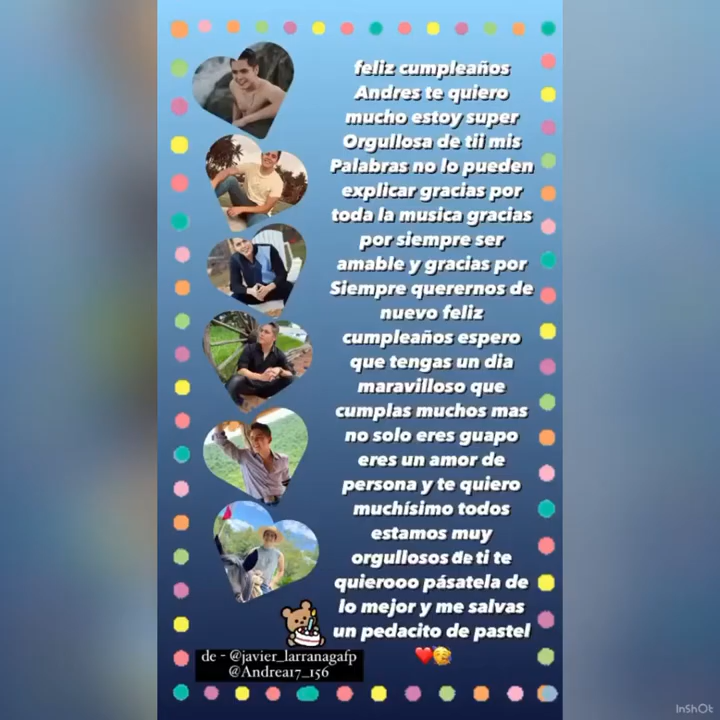 feliz cumpleaños
Andres te quiero
mucho estoy super
Orgullosa de tii mis
Palabras no lo pueden
explicar gracias por
toda la musica gracias
por siempre ser
amable y gracias por
Siempre querernos de
nuevo feliz
cumpleaños espero
que tengas un dia
maravilloso que
cumplas muchos mas
no solo eres guapo
eres un amor de
persona y te quiero
muchísimo todos
estamos muy
orgullosos de ti te
quierooo pásatela de
lo mejor y me salvas
un pedacito de pastel
❤️🥳
de - @javier_larranagafp
@Andrea17_156
InShOt